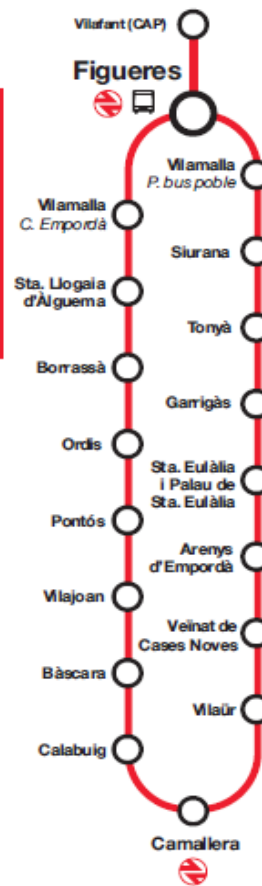 Vilafant (CAP)
Figueres
Vilamalla
C. Empordà
Sta. Llogaia
d'Àlguema
Borrassà
Ordis
Pontós
Vilajoan
Bàscara
Calabuig
Vilamalla
P. bus poble
Siurana
Tonyà
Garrigàs
Sta. Eulàlia
i Palau de
Sta. Eulàlia
Arenys
d'Empordà
Veïnat de
Cases Noves
Vilaür
Camallera